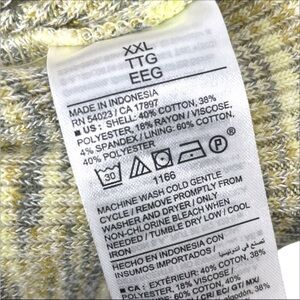 XXL
TTG
EEG
MADE IN INDONESIA
RN 54023 / CA 17897
■ US : SHELL: 40% COTTON, 38%
POLYESTER, 18% RAYON / VISCOSE,
4% SPANDEX / LINING: 60% COTTON,
40% POLYESTER
30
P
1166
MACHINE WASH COLD GENTLE
CYCLE / REMOVE PROMPTLY FROM
WASHER AND DRYER / ONLY
NON-CHLORINE BLEACH WHEN
NEEDED / TUMBLE DRY LOW / COOL
IRON
HECHO EN INDONESIA CON
INSUMOS IMPORTADOS /
■ CA : EXTÉRIEUR: 40% COTON, 38%
POLYESTER, 18% VISCOSE /